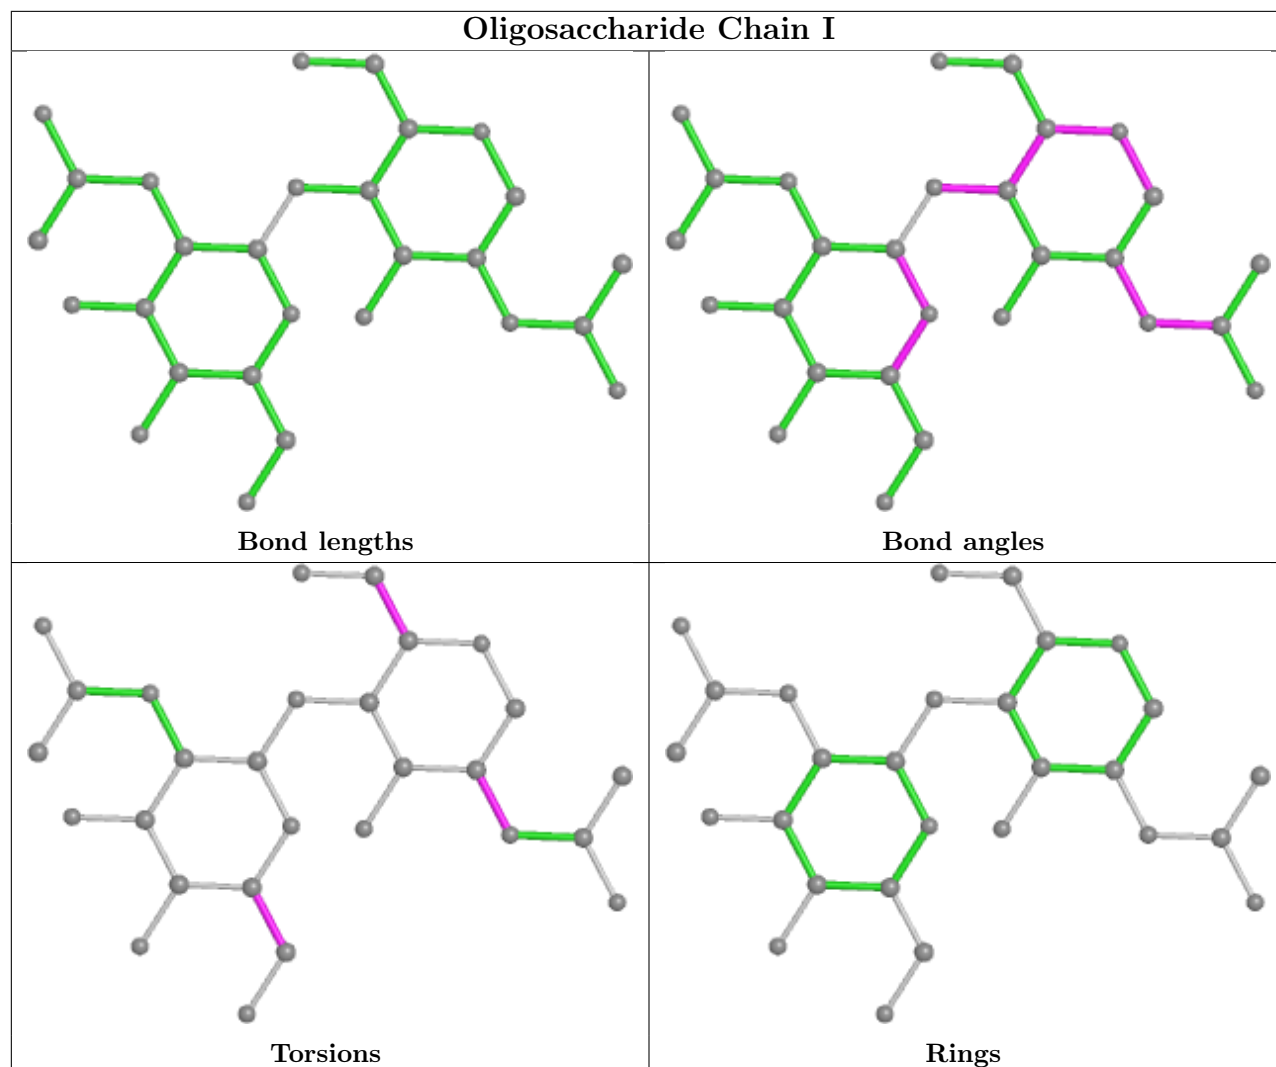 Oligosaccharide Chain I
Bond lengths
Bond angles
Torsions
Rings